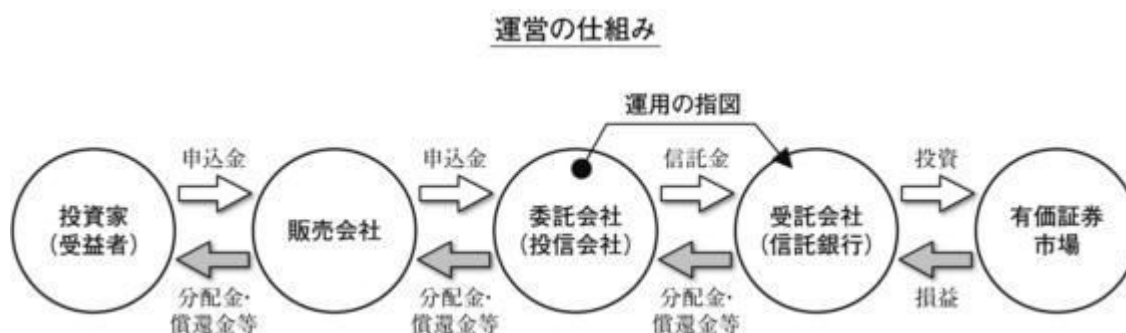 運営の仕組み
運用の指図
申込金
申込金
信託金
投資
投資家
（受益者）
販売会社
委託会社
（投信会社）
受託会社
（信託銀行）
有価証券
市場
分配金・
償還金等
分配金・
償還金等
分配金・
償還金等
損益